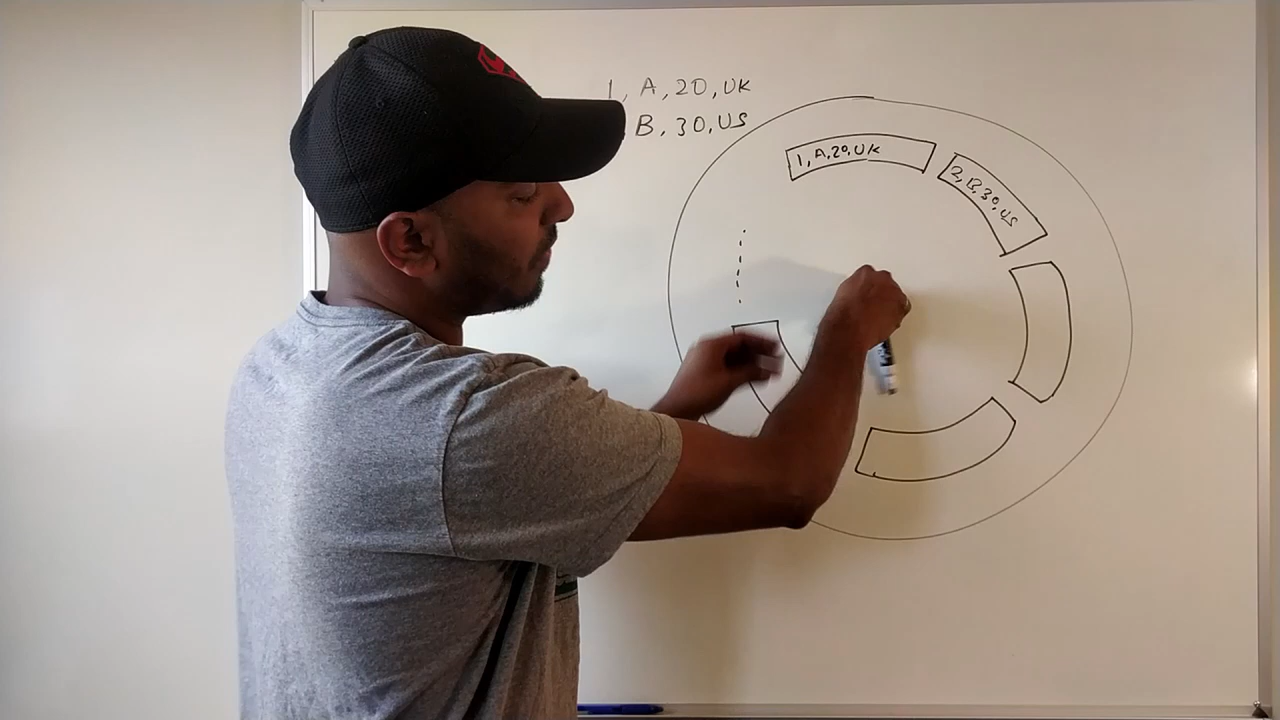 1, A, 20, UK
B, 30, US
1, A, 20, UK
2, B, 30, US